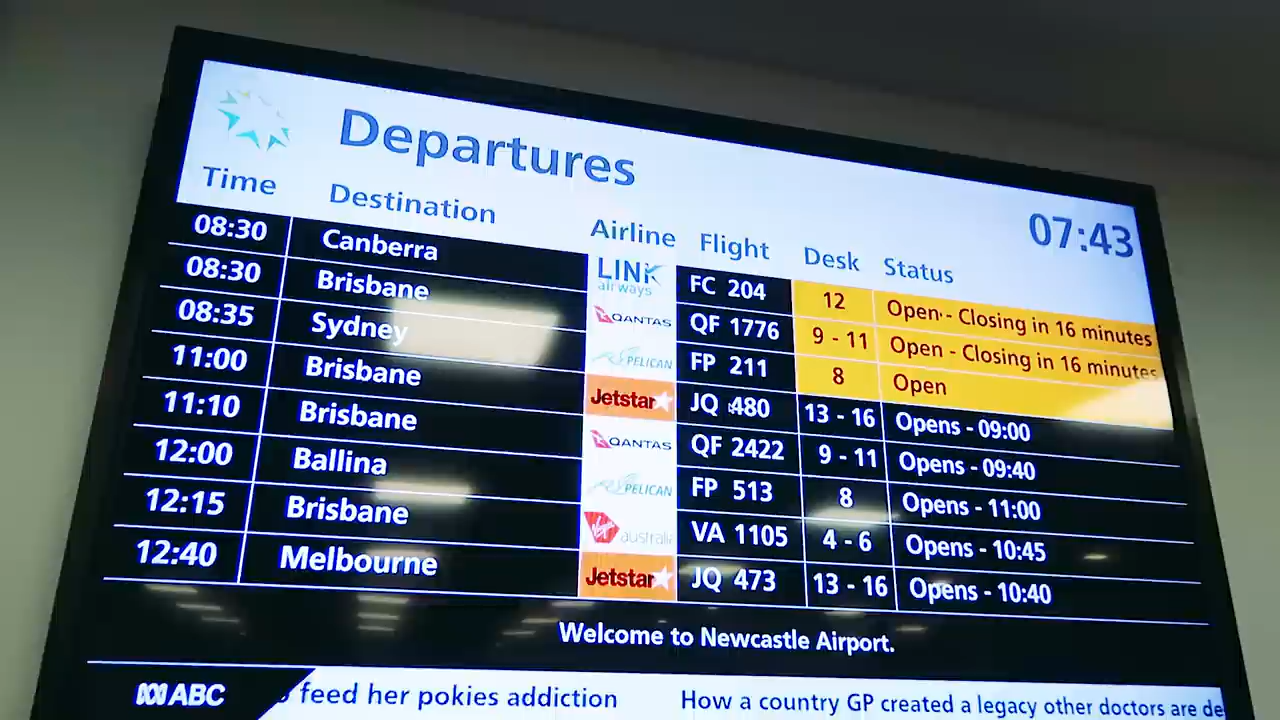 Departures
07:43
Time Destination Airline Flight Desk Status
08:30 Canberra LINK airways FC 204 12 Open - Closing in 16 minutes
08:30 Brisbane QANTAS QF 1776 9 - 11 Open - Closing in 16 minutes
08:35 Sydney PELICAN FP 211 8 Open
11:00 Brisbane Jetstar JQ 480 13 - 16 Opens - 09:00
11:10 Brisbane QANTAS QF 2422 9 - 11 Opens - 09:40
12:00 Ballina PELICAN FP 513 8 Opens - 11:00
12:15 Brisbane Virgin australia VA 1105 4 - 6 Opens - 10:45
12:40 Melbourne Jetstar JQ 473 13 - 16 Opens - 10:40
Welcome to Newcastle Airport.
ABC feed her pokies addiction How a country GP created a legacy other doctors are de